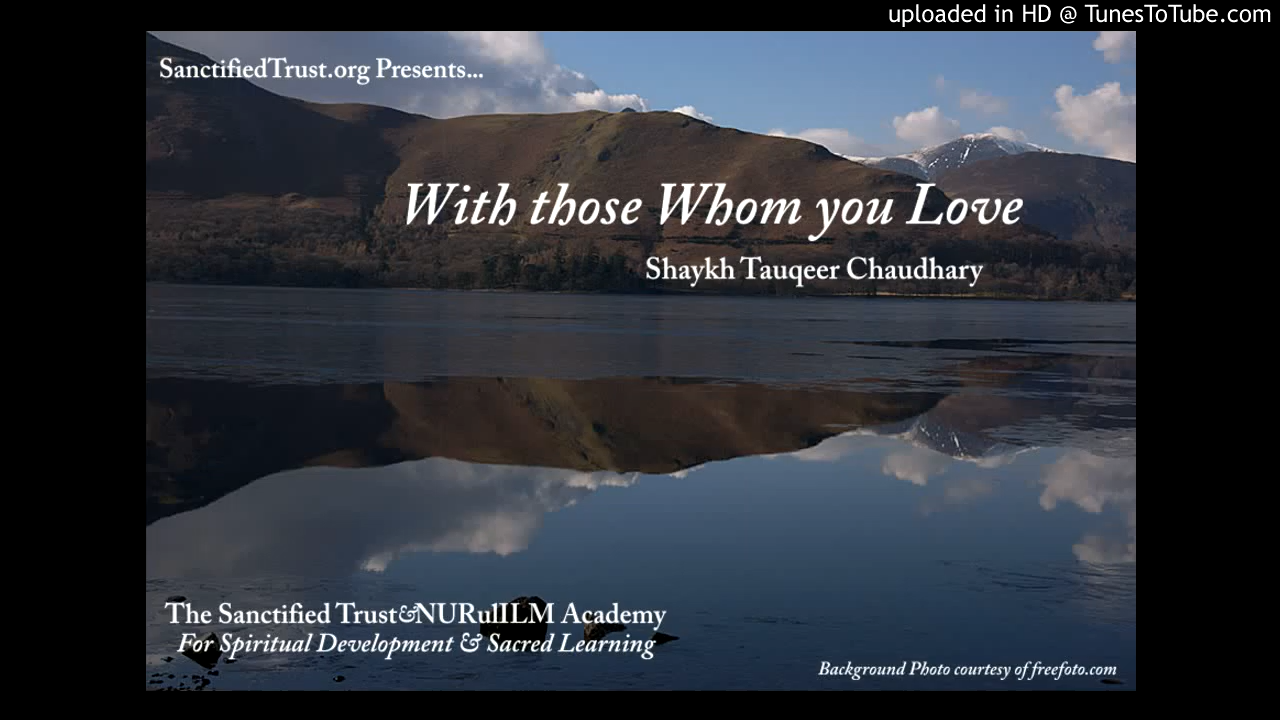 uploaded in HD @ TunesToTube.com
SanctifiedTrust.org Presents...
With those Whom you Love
Shaykh Tauqeer Chaudhary
The Sanctified Trust&NURulILM Academy
For Spiritual Development & Sacred Learning
Background Photo courtesy of freefoto.com